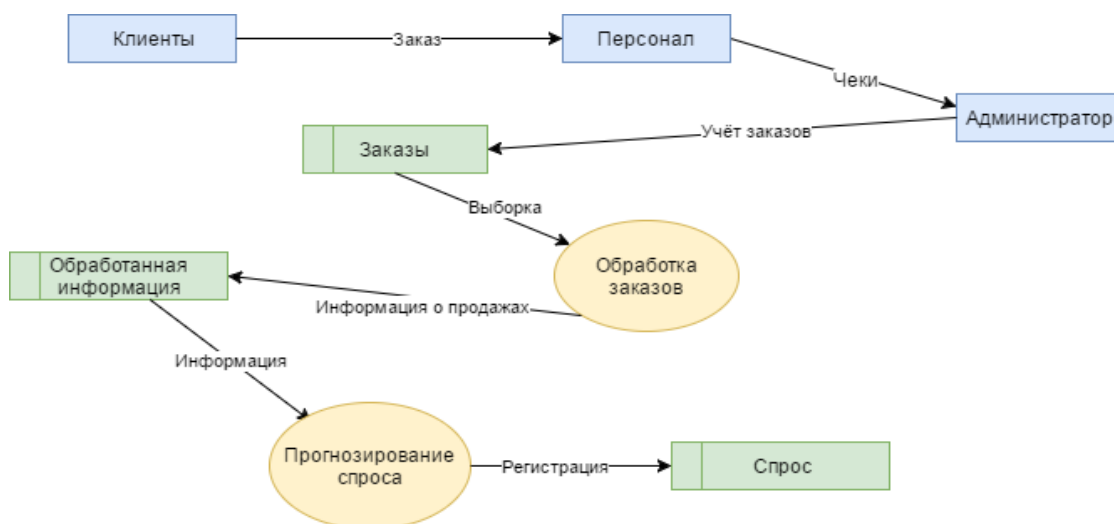 Клиенты
Заказ
Персонал
Чеки
Администратор
Учёт заказов
Заказы
Выборка
Обработка
заказов
Обработанная
информация
Информация о продажах
Информация
Прогнозирование
спроса
Регистрация
Спрос